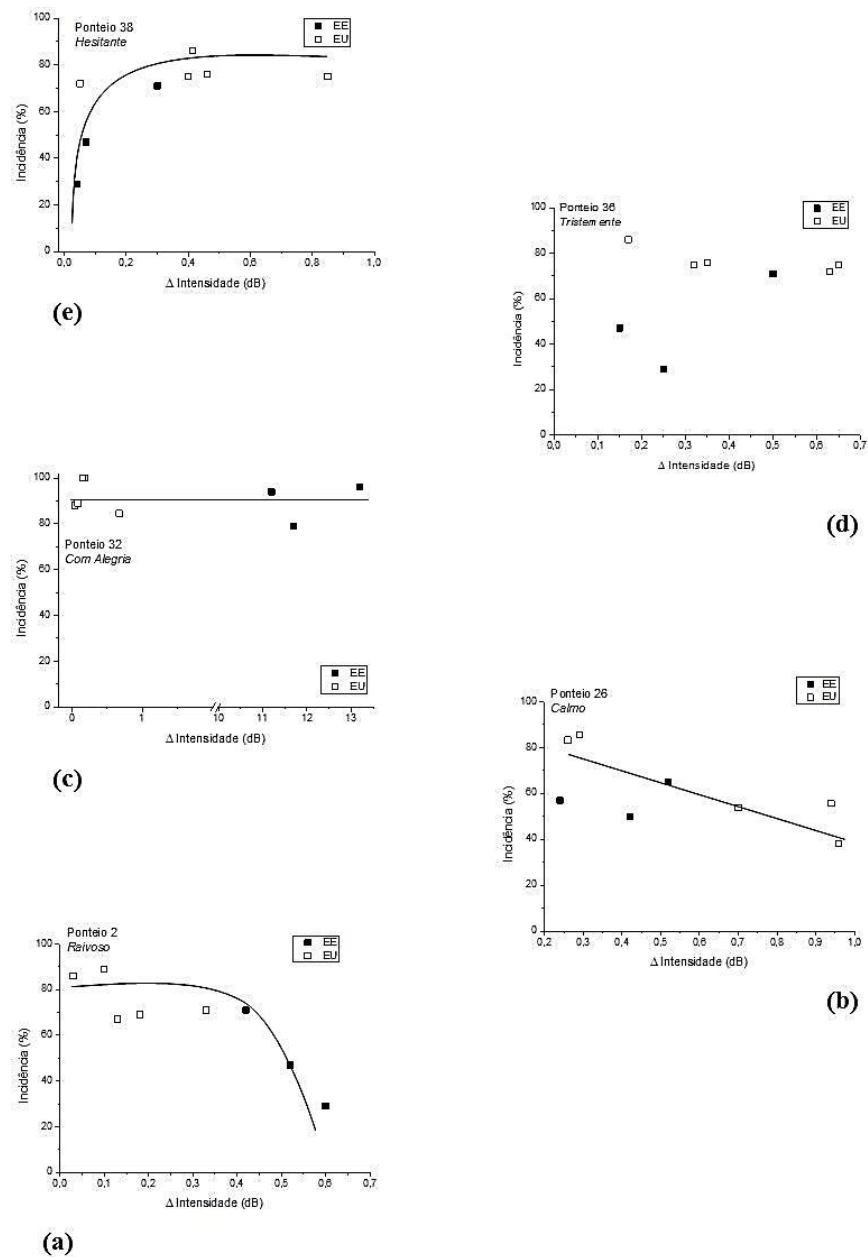 Ponteio 38
Hesitante
EE
EU
Incidência (%)
100
80
60
40
20
0
0,0 0,2 0,4 0,6 0,8 1,0
Δ Intensidade (dB)
(e)
Ponteio 36
Tristemente
EE
EU
Incidência (%)
100
80
60
40
20
0
0,1 0,2 0,3 0,4 0,5 0,6 0,7
Δ Intensidade (dB)
(d)
Ponteio 32
Com Alegria
EE
EU
Incidência (%)
100
80
60
40
20
0
0 1 10 11 12 13
Δ Intensidade (dB)
(c)
Ponteio 26
Calmo
EE
EU
Incidência (%)
100
80
60
40
20
0
0,2 0,3 0,4 0,5 0,6 0,7 0,8 0,9 1,0
Δ Intensidade (dB)
(b)
Ponteio 2
Raivoso
EE
EU
Incidência (%)
100
80
60
40
20
0
0,0 0,1 0,2 0,3 0,4 0,5 0,6 0,7
Δ Intensidade (dB)
(a)